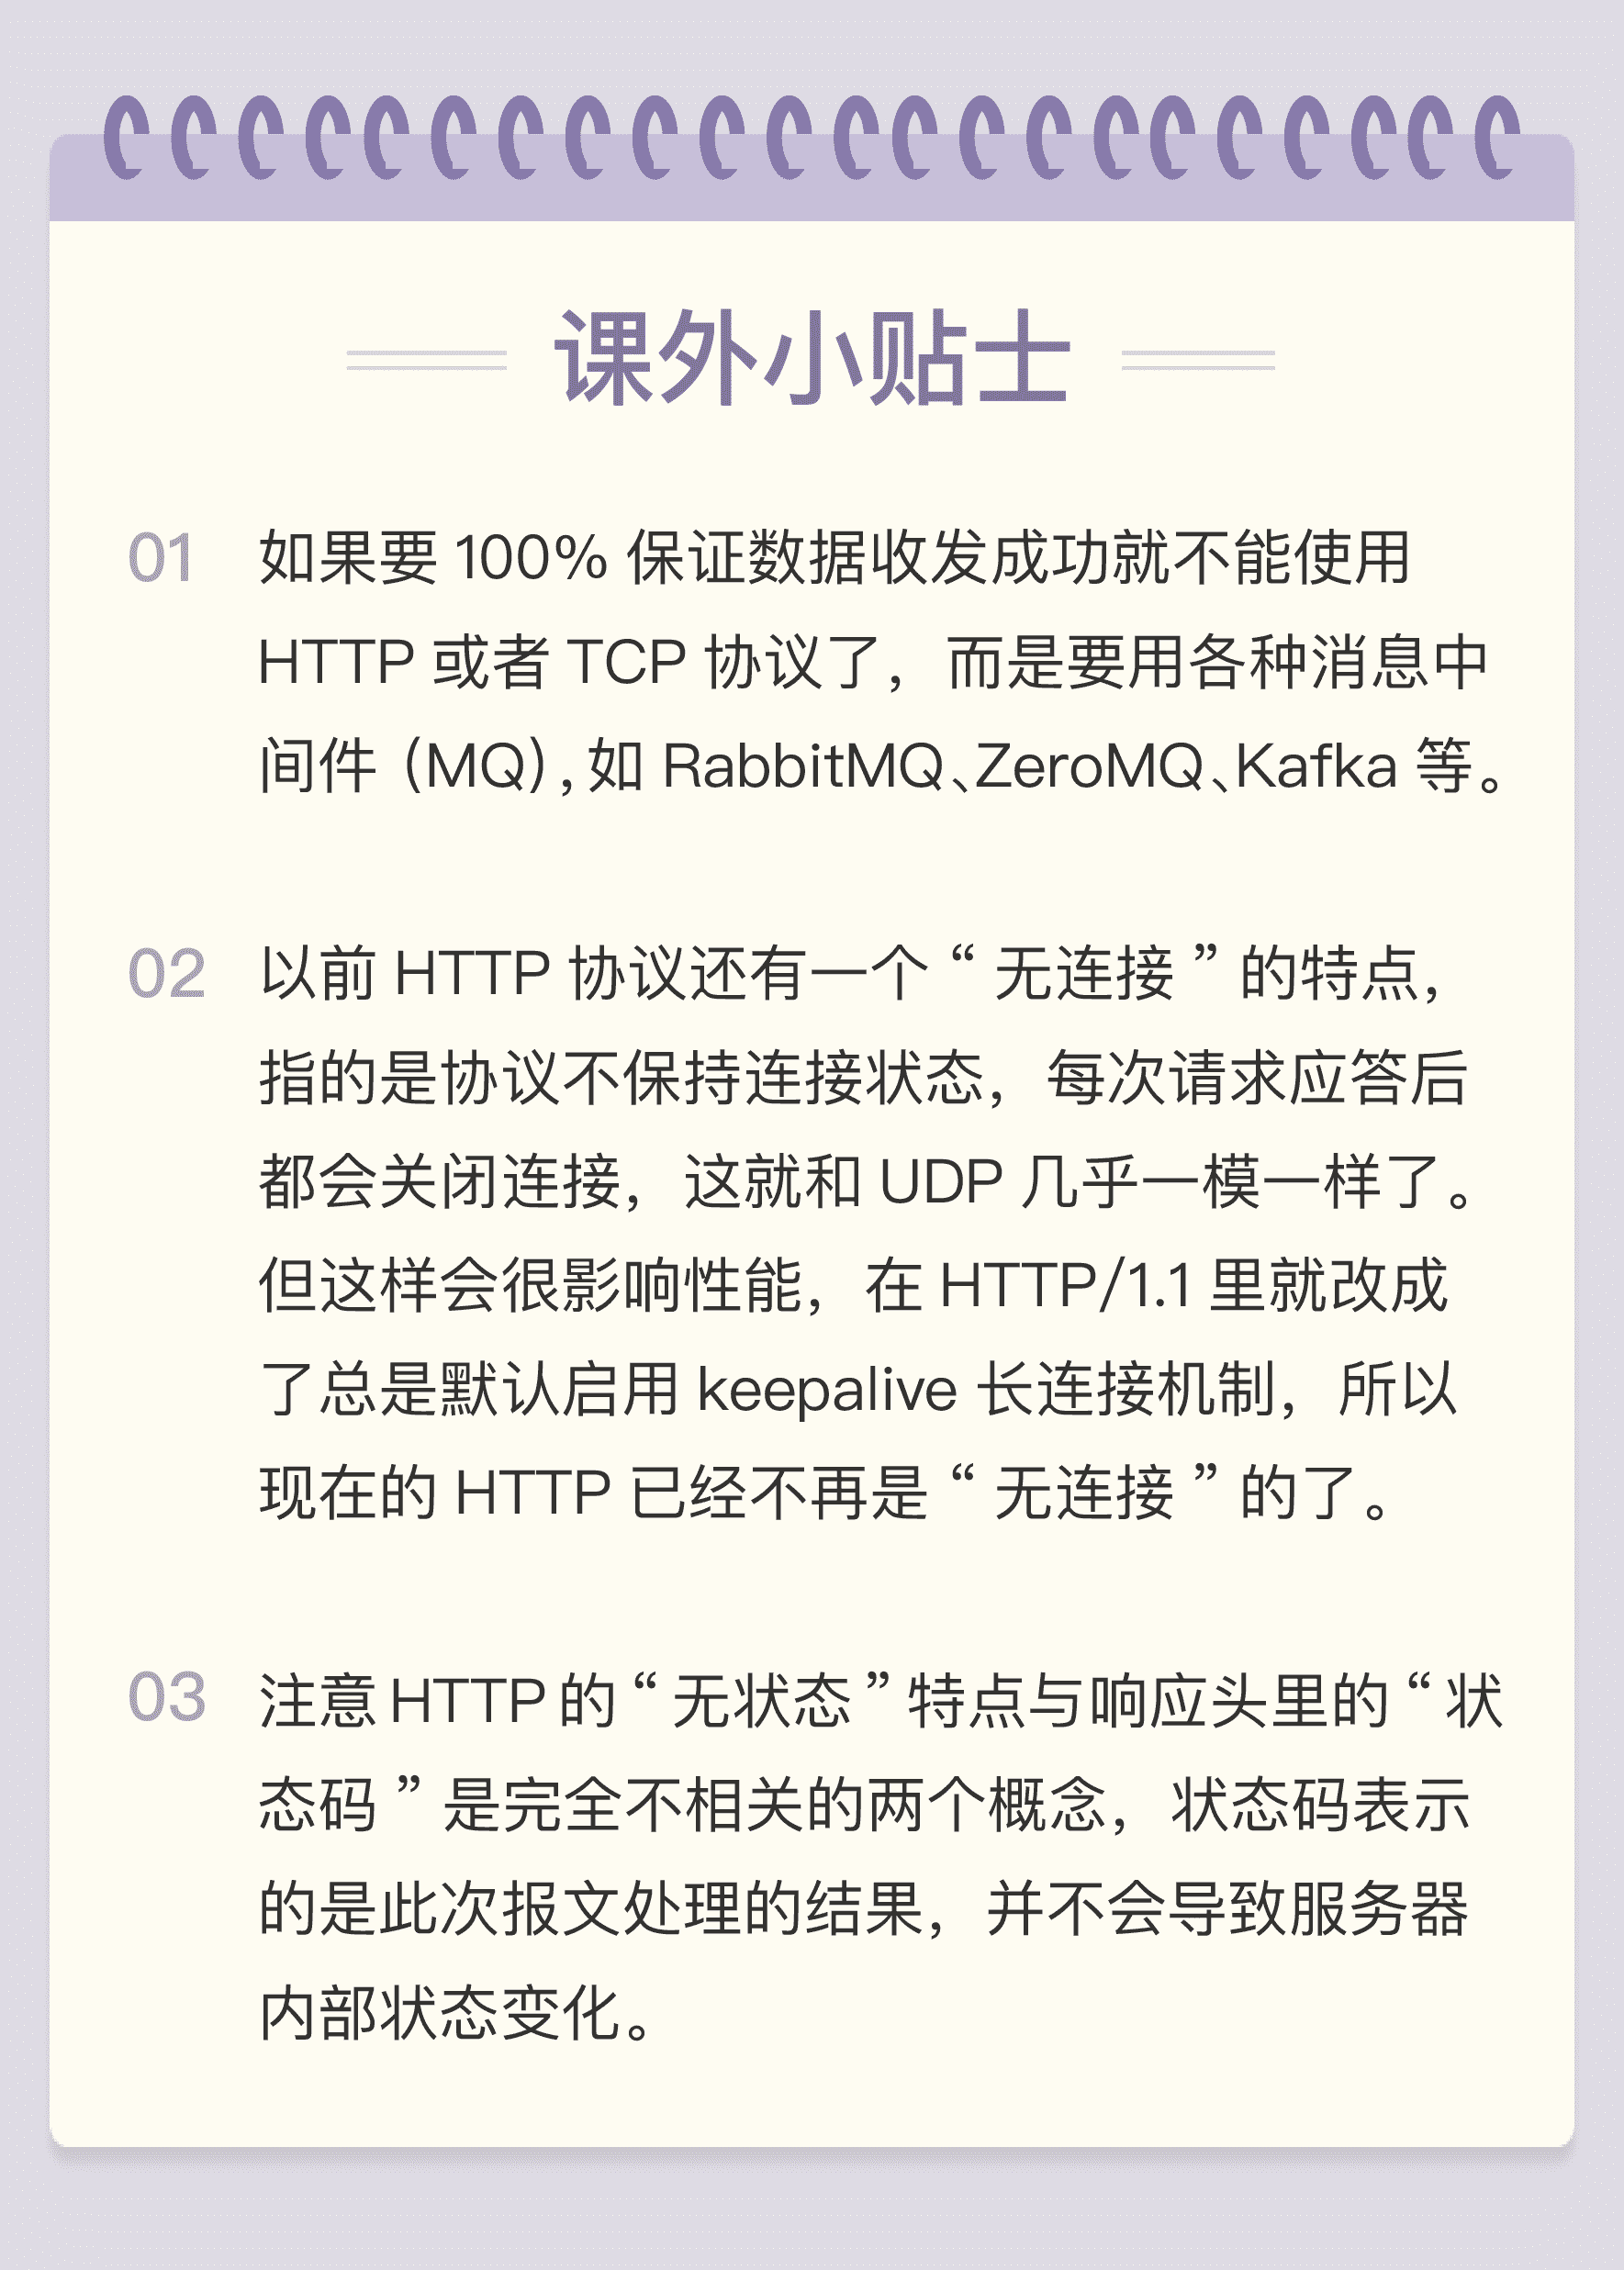 课外小贴士
01 如果要 100% 保证数据收发成功就不能使用
HTTP 或者 TCP 协议了，而是要用各种消息中
间件（MQ），如 RabbitMQ、ZeroMQ、Kafka 等。
02 以前 HTTP 协议还有一个“无连接”的特点，
指的是协议不保持连接状态，每次请求应答后
都会关闭连接，这就和 UDP 几乎一模一样了。
但这样会很影响性能，在 HTTP/1.1 里就改成
了总是默认启用 keepalive 长连接机制，所以
现在的 HTTP 已经不再是“无连接”的了。
03 注意 HTTP 的“无状态”特点与响应头里的“状
态码”是完全不相关的两个概念，状态码表示
的是此次报文处理的结果，并不会导致服务器
内部状态变化。